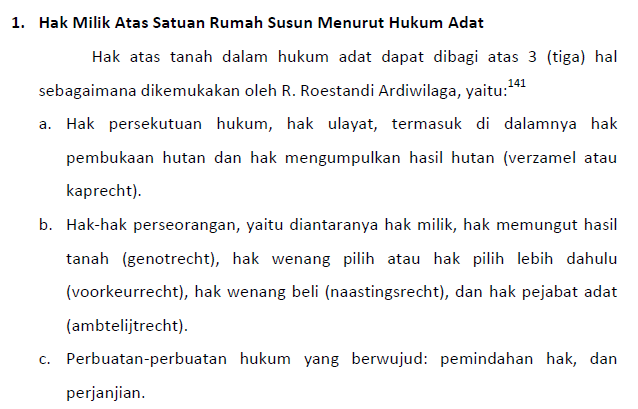 1. Hak Milik Atas Satuan Rumah Susun Menurut Hukum Adat
Hak atas tanah dalam hukum adat dapat dibagi atas 3 (tiga) hal
sebagaimana dikemukakan oleh R. Roestandi Ardiwilaga, yaitu:141
a. Hak persekutuan hukum, hak ulayat, termasuk di dalamnya hak
pembukaan hutan dan hak mengumpulkan hasil hutan (verzamel atau
kaprecht).
b. Hak-hak perseorangan, yaitu diantaranya hak milik, hak memungut hasil
tanah (genotrecht), hak wenang pilih atau hak pilih lebih dahulu
(voorkeurrecht), hak wenang beli (naastingsrecht), dan hak pejabat adat
(ambtelijtrecht).
c. Perbuatan-perbuatan hukum yang berwujud: pemindahan hak, dan
perjanjian.